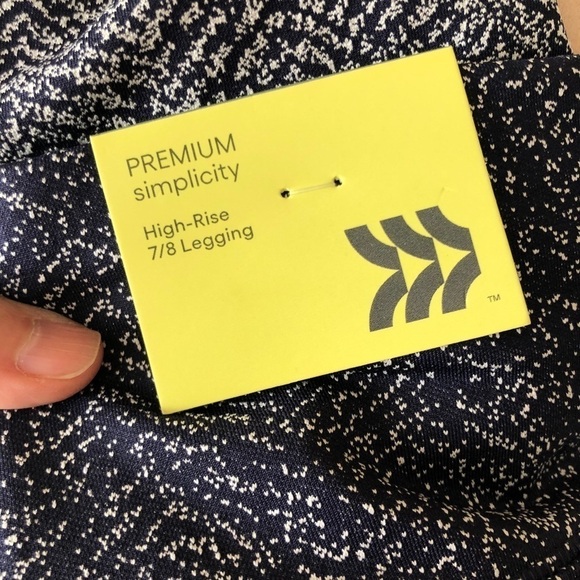 PREMIUM
simplicity
High-Rise
7/8 Legging
TM